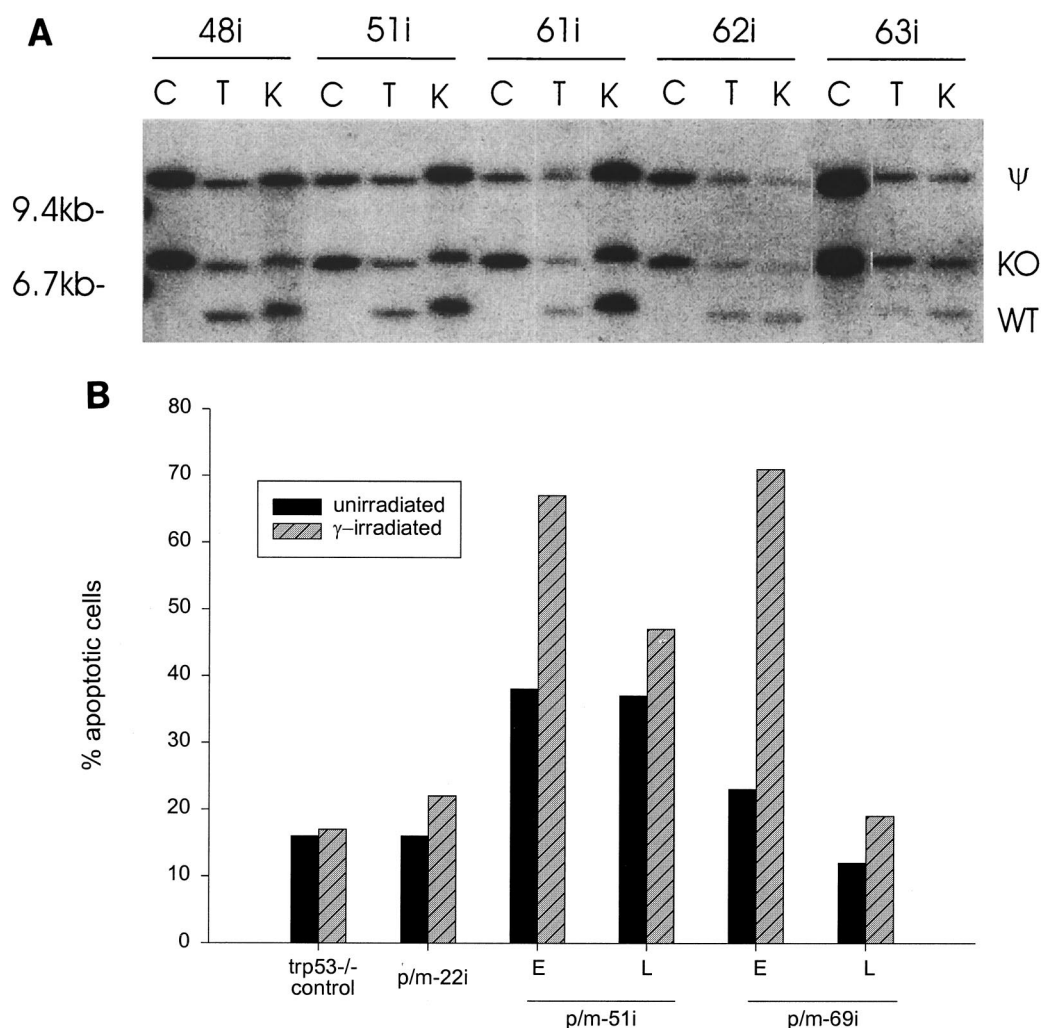 A
48i 51i 61i 62i 63i
C T K C T K C T K C T K C T K
Ψ
9.4kb-
KO
6.7kb-
WT
B
80
70
unirradiated
γ–irradiated
60
50
40
30
20
10
0
% apoptotic cells
trp53-/- control
p/m-22i
E L E L
p/m-51i p/m-69i